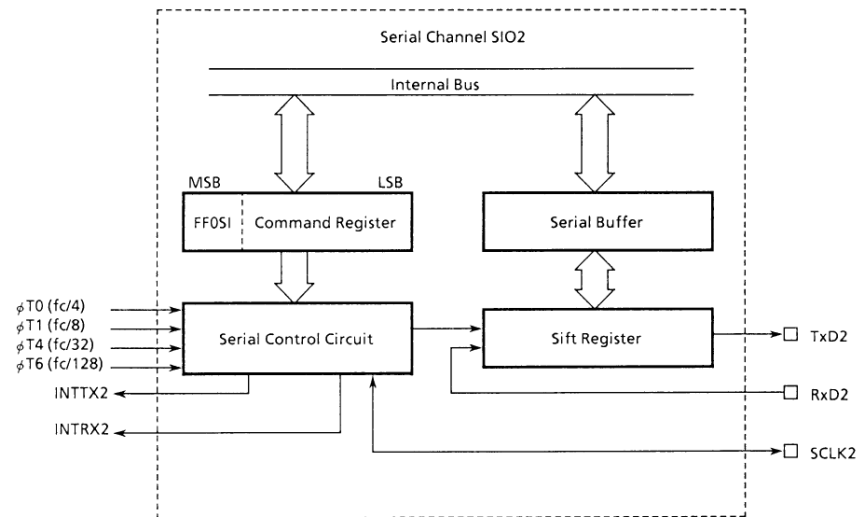 Serial Channel SIO2
Internal Bus
MSB LSB
FF0SI Command Register
Serial Buffer
φT0 (fc/4)
φT1 (fc/8)
φT4 (fc/32)
φT6 (fc/128)
Serial Control Circuit
Sift Register
TxD2
INTTX2
RxD2
INTRX2
SCLK2